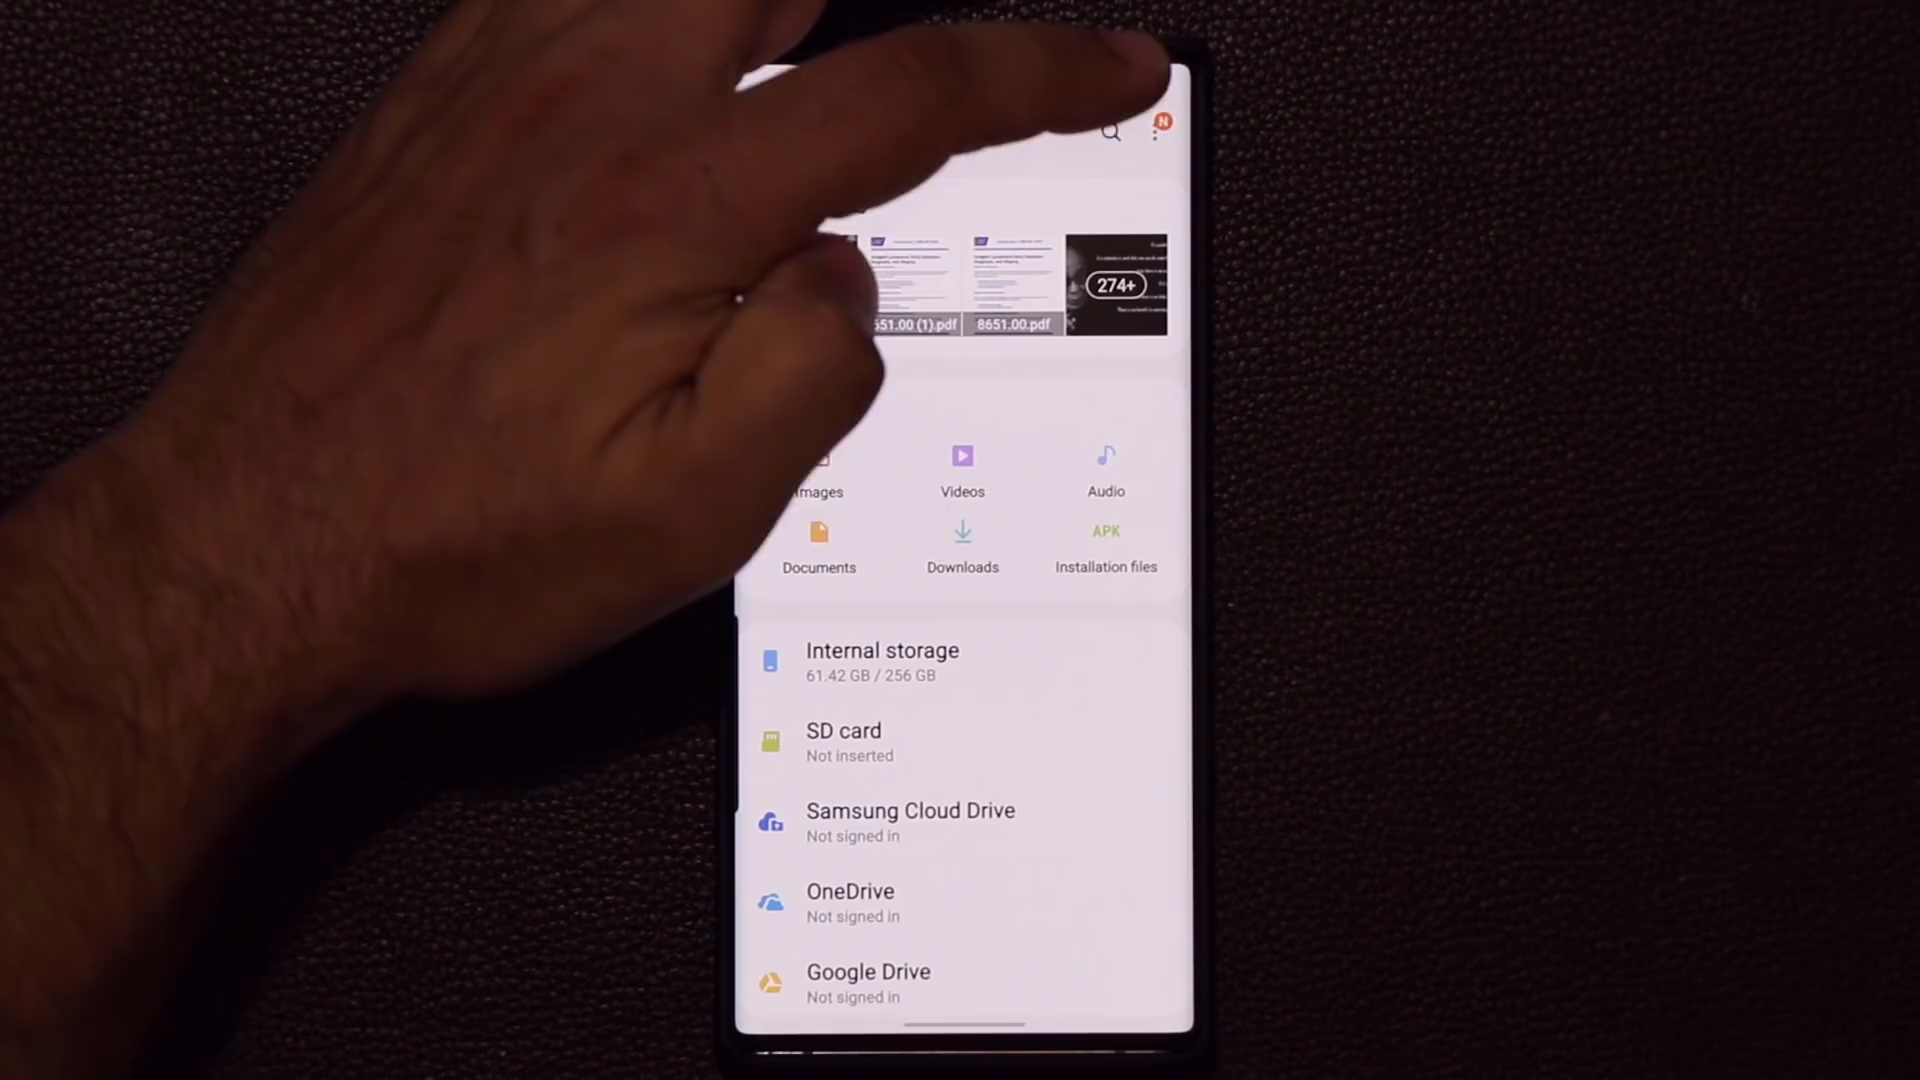 N
274+
651.00 (1).pdf
8651.00.pdf
Images
Videos
Audio
APK
Documents
Downloads
Installation files
Internal storage
61.42 GB / 256 GB
SD card
Not inserted
Samsung Cloud Drive
Not signed in
OneDrive
Not signed in
Google Drive
Not signed in